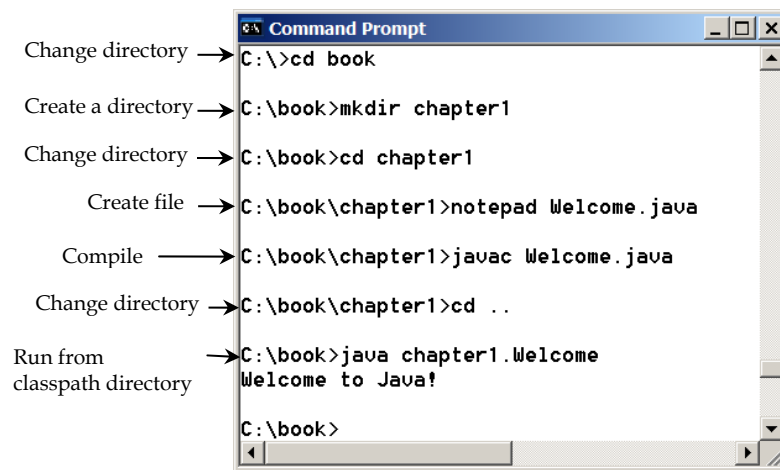 Command Prompt
Change directory
C:\>cd book
Create a directory
C:\book>mkdir chapter1
Change directory
C:\book>cd chapter1
Create file
C:\book\chapter1>notepad Welcome.java
Compile
C:\book\chapter1>javac Welcome.java
Change directory
C:\book\chapter1>cd ..
Run from
classpath directory
C:\book>java chapter1.Welcome
Welcome to Java!
C:\book>